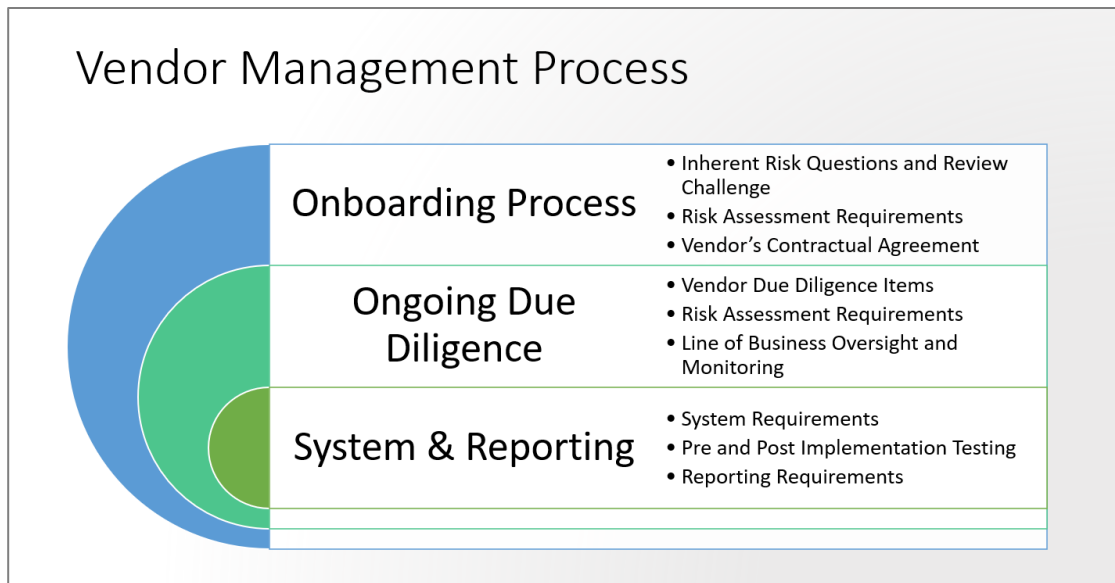 Vendor Management Process
Onboarding Process
• Inherent Risk Questions and Review
Challenge
• Risk Assessment Requirements
• Vendor’s Contractual Agreement
Ongoing Due
Diligence
• Vendor Due Diligence Items
• Risk Assessment Requirements
• Line of Business Oversight and
Monitoring
System & Reporting
• System Requirements
• Pre and Post Implementation Testing
• Reporting Requirements